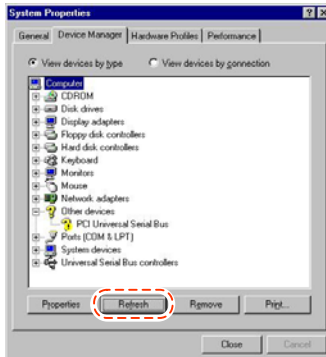 System Properties
General Device Manager Hardware Profiles Performance
View devices by type View devices by connection
Computer
CDROM
Disk drives
Display adapters
Floppy disk controllers
Hard disk controllers
Keyboard
Monitors
Mouse
Network adapters
Other devices
PCI Universal Serial Bus
Ports (COM & LPT)
System devices
Universal Serial Bus controllers
Properties Refresh Remove Print...
Close Cancel